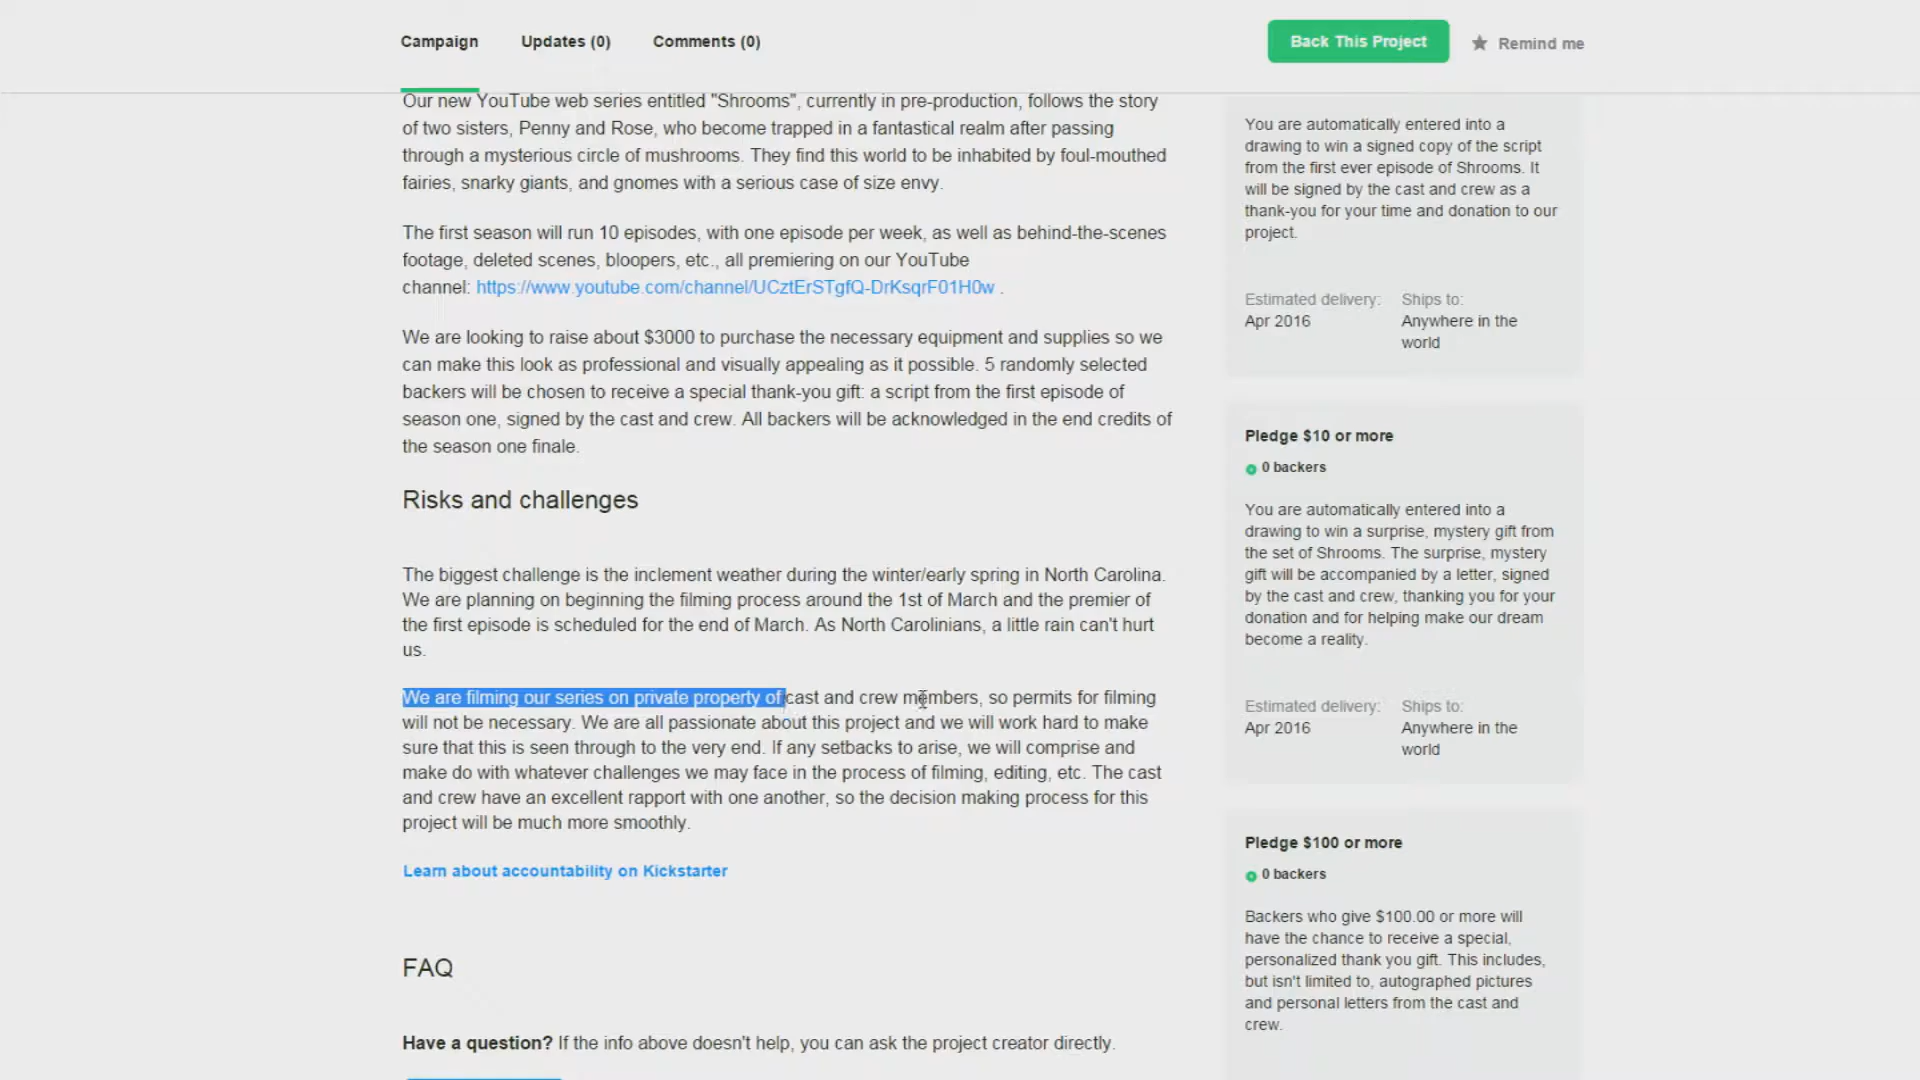 Campaign
Updates (0)
Comments (0)
Back This Project
Remind me
Our new YouTube web series entitled "Shrooms", currently in pre-production, follows the story
of two sisters, Penny and Rose, who become trapped in a fantastical realm after passing
through a mysterious circle of mushrooms. They find this world to be inhabited by foul-mouthed
fairies, snarky giants, and gnomes with a serious case of size envy.
The first season will run 10 episodes, with one episode per week, as well as behind-the-scenes
footage, deleted scenes, bloopers, etc., all premiering on our YouTube
channel: https://www.youtube.com/channel/UCztErSTgfQ-DrKsqrF01H0w .
We are looking to raise about $3000 to purchase the necessary equipment and supplies so we
can make this look as professional and visually appealing as it possible. 5 randomly selected
backers will be chosen to receive a special thank-you gift: a script from the first episode of
season one, signed by the cast and crew. All backers will be acknowledged in the end credits of
the season one finale.
Risks and challenges
The biggest challenge is the inclement weather during the winter/early spring in North Carolina.
We are planning on beginning the filming process around the 1st of March and the premier of
the first episode is scheduled for the end of March. As North Carolinians, a little rain can't hurt
us.
We are filming our series on private property of cast and crew members, so permits for filming
will not be necessary. We are all passionate about this project and we will work hard to make
sure that this is seen through to the very end. If any setbacks to arise, we will comprise and
make do with whatever challenges we may face in the process of filming, editing, etc. The cast
and crew have an excellent rapport with one another, so the decision making process for this
project will be much more smoothly.
Learn about accountability on Kickstarter
FAQ
Have a question? If the info above doesn't help, you can ask the project creator directly.
You are automatically entered into a
drawing to win a signed copy of the script
from the first ever episode of Shrooms. It
will be signed by the cast and crew as a
thank-you for your time and donation to our
project.
Estimated delivery:
Apr 2016
Ships to:
Anywhere in the
world
Pledge $10 or more
0 backers
You are automatically entered into a
drawing to win a surprise, mystery gift from
the set of Shrooms. The surprise, mystery
gift will be accompanied by a letter, signed
by the cast and crew, thanking you for your
donation and for helping make our dream
become a reality.
Estimated delivery:
Apr 2016
Ships to:
Anywhere in the
world
Pledge $100 or more
0 backers
Backers who give $100.00 or more will
have the chance to receive a special,
personalized thank you gift. This includes,
but isn't limited to, autographed pictures
and personal letters from the cast and
crew.